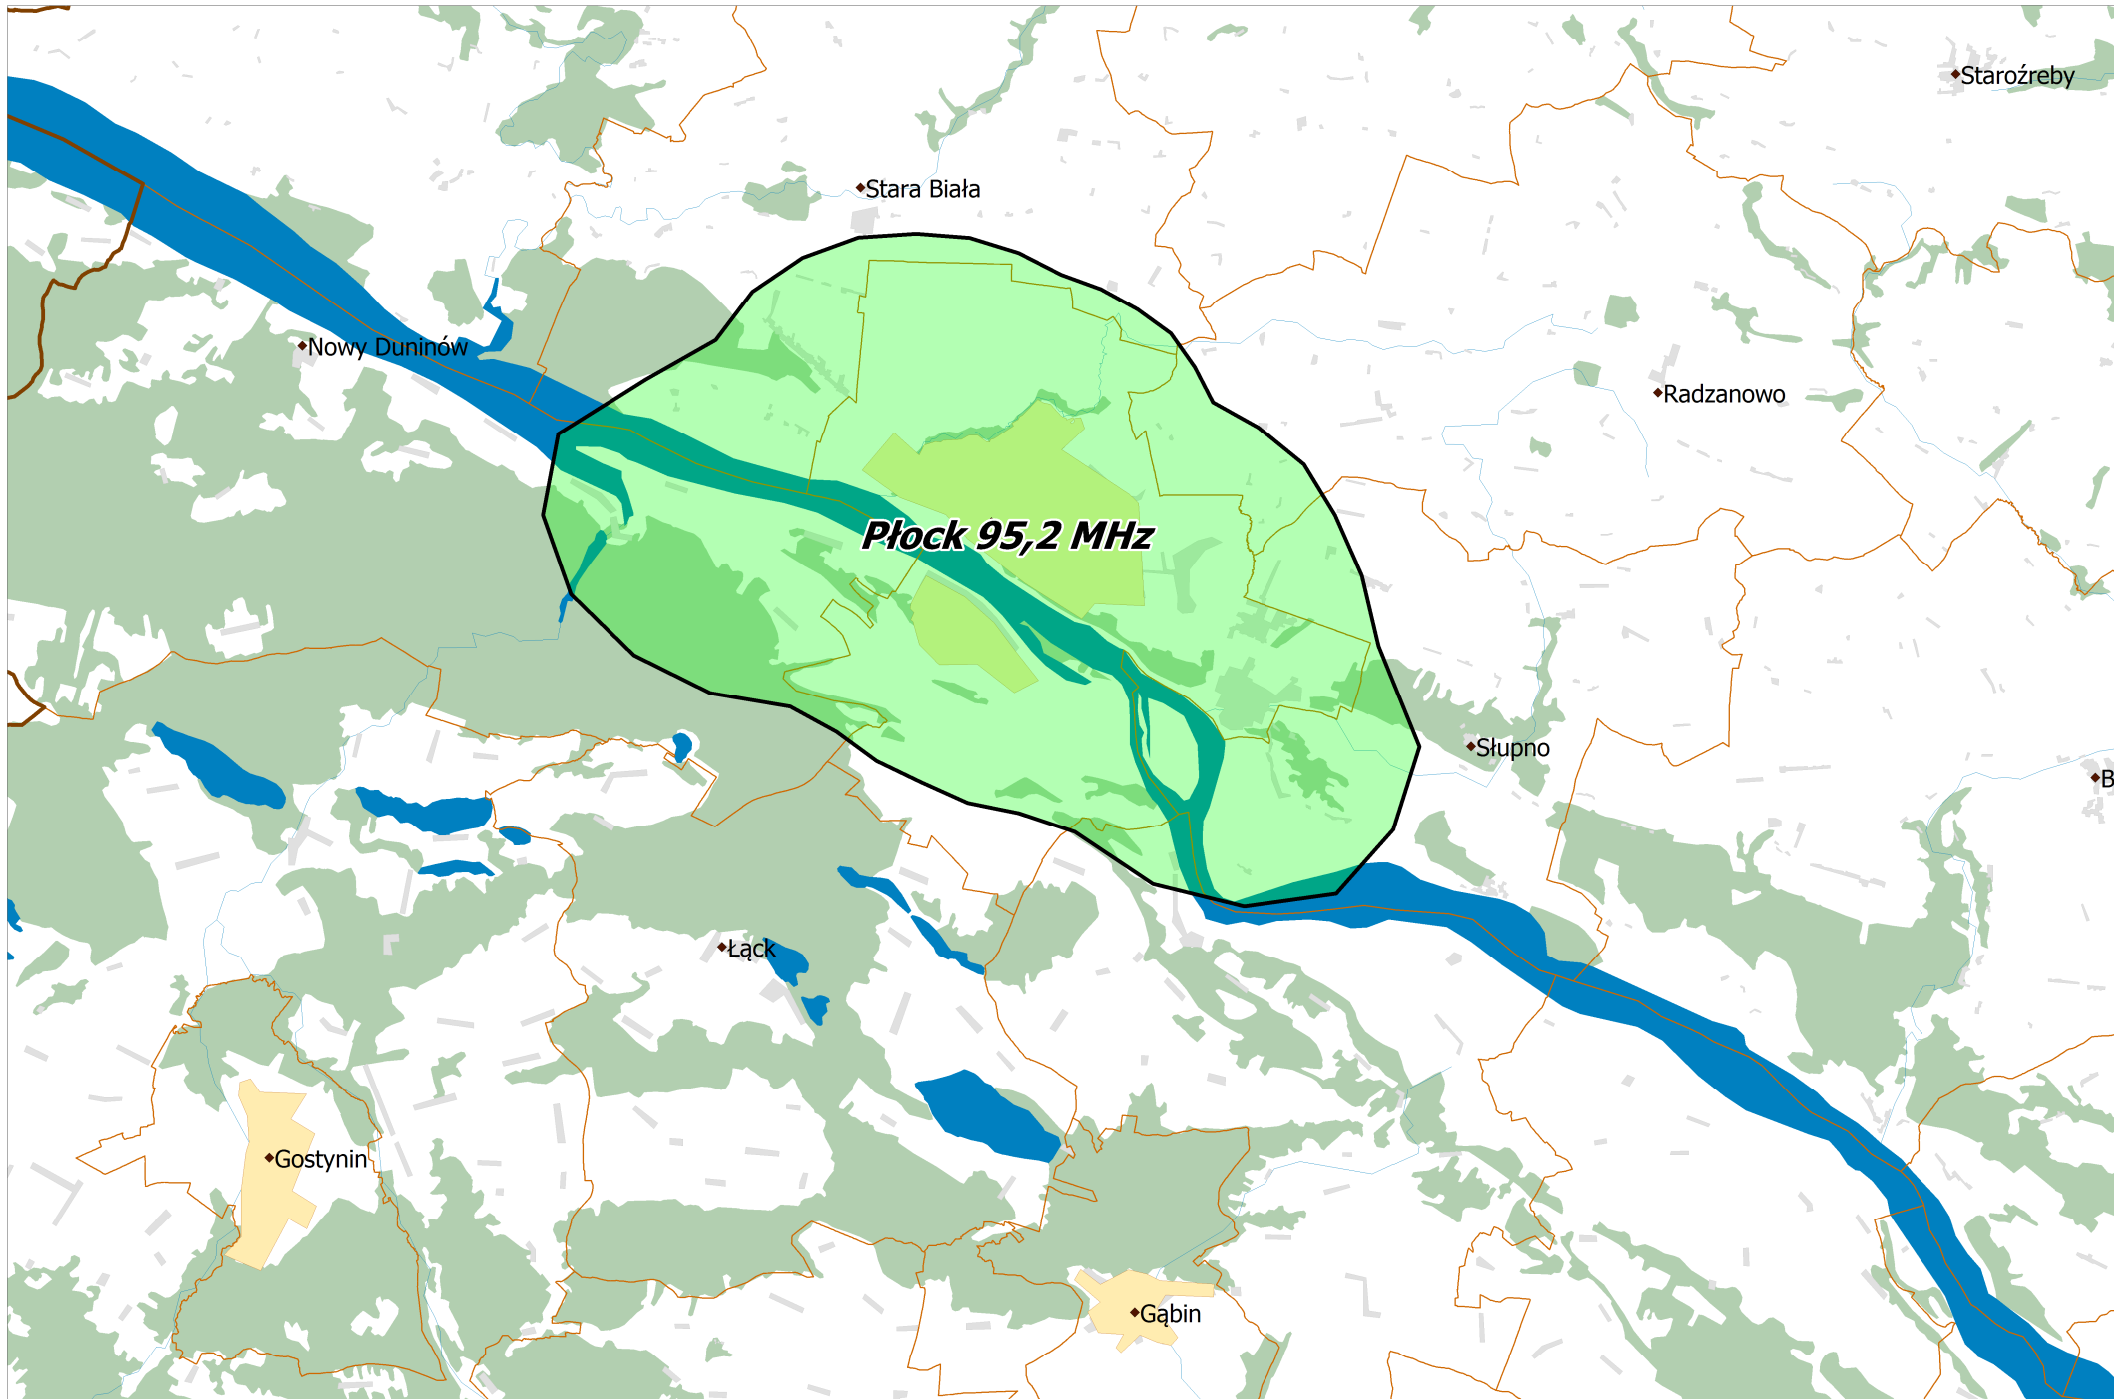 Staroźreby
Stara Biała
Nowy Duninów
Radzanowo
Płock 95,2 MHz
Słupno
B
Łąck
Gostynin
Gąbin